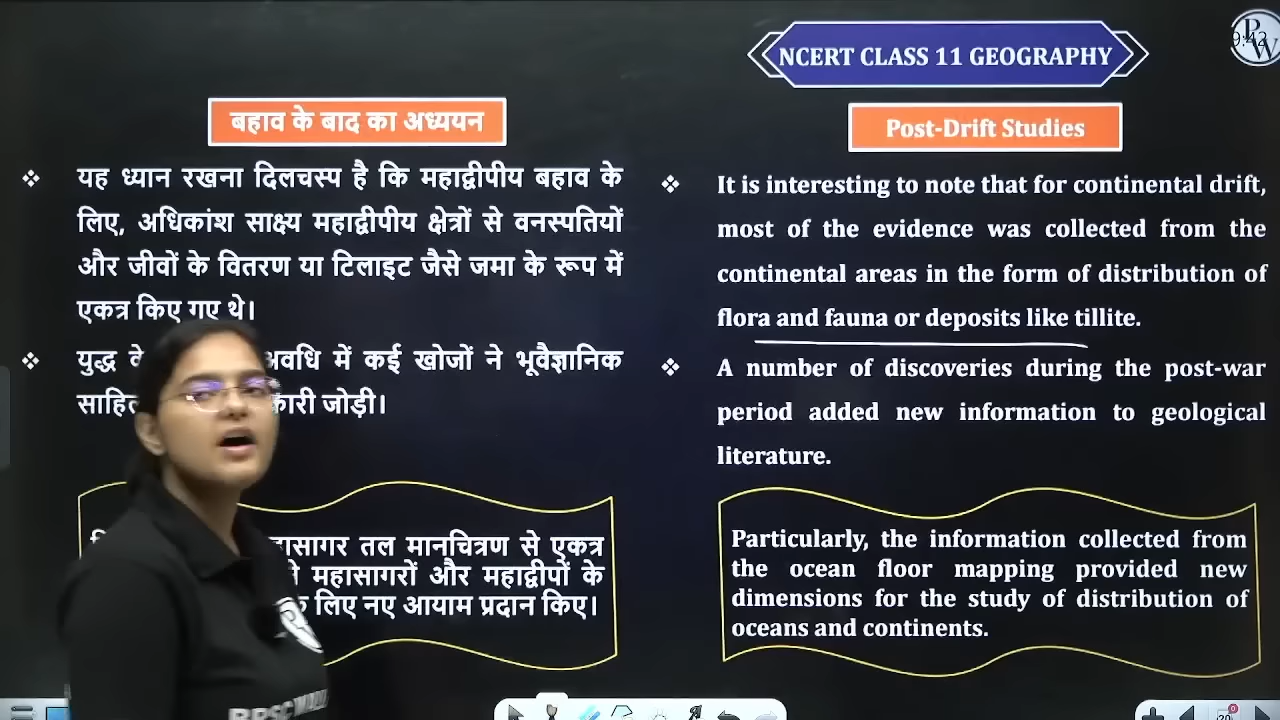 NCERT CLASS 11 GEOGRAPHY
PW
9:43
बहाव के बाद का अध्ययन
❖ यह ध्यान रखना दिलचस्प है कि महाद्वीपीय बहाव के
लिए, अधिकांश साक्ष्य महाद्वीपीय क्षेत्रों से वनस्पतियों
और जीवों के वितरण या टिलाइट जैसे जमा के रूप में
एकत्र किए गए थे।
❖ युद्ध अवधि में कई खोजों ने भूवैज्ञानिक
जोड़ी।
तल मानचित्रण से एकत्र
महासागरों और महाद्वीपों के
लिए नए आयाम प्रदान किए।
Post-Drift Studies
❖ It is interesting to note that for continental drift,
most of the evidence was collected from the
continental areas in the form of distribution of
flora and fauna or deposits like tillite.
❖ A number of discoveries during the post-war
period added new information to geological
literature.
Particularly, the information collected from
the ocean floor mapping provided new
dimensions for the study of distribution of
oceans and continents.